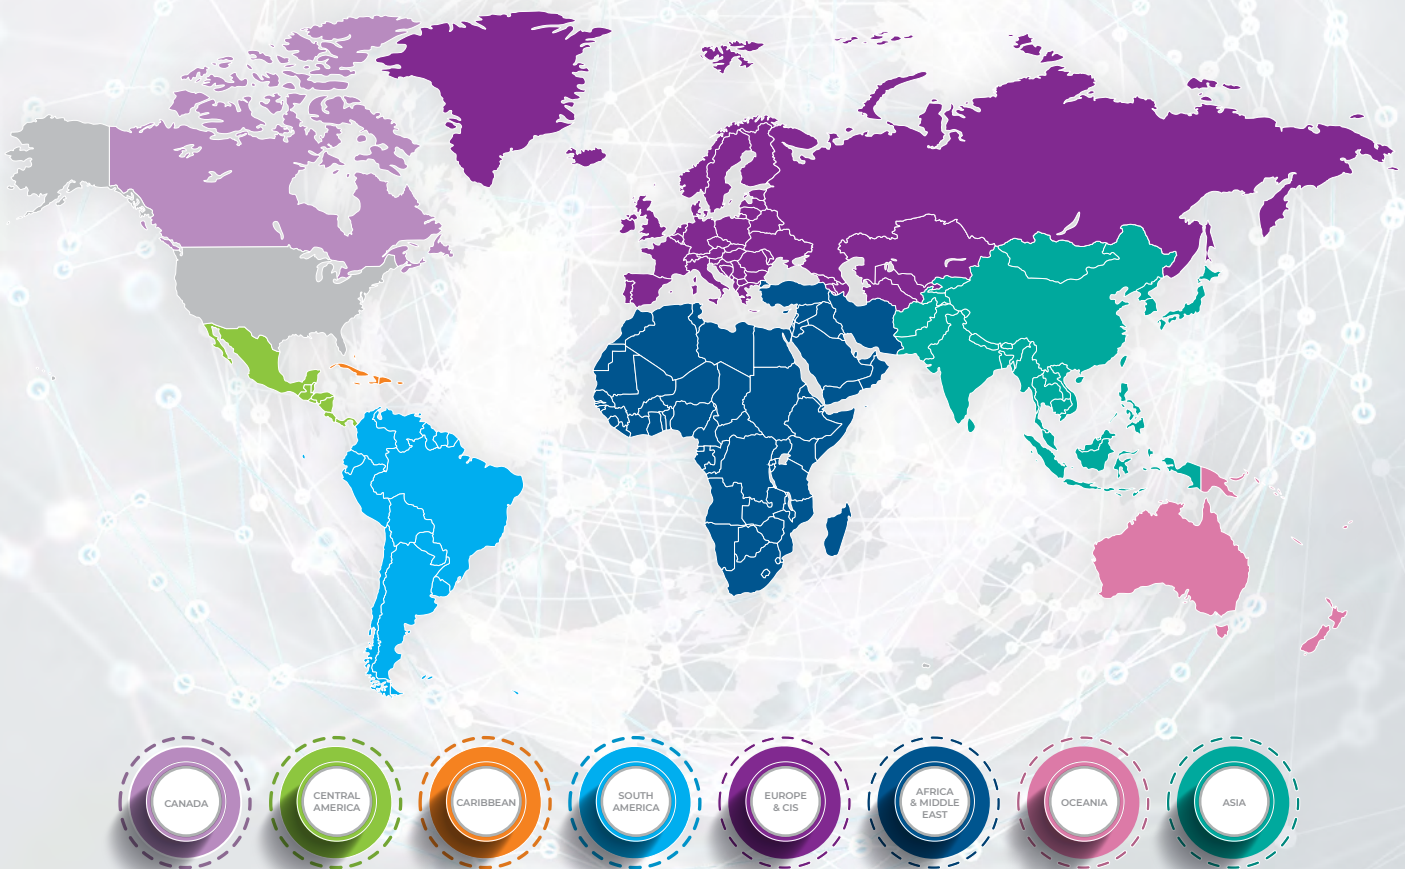 CANADA
CENTRAL
AMERICA
CARIBBEAN
SOUTH
AMERICA
EUROPE
& CIS
AFRICA
& MIDDLE
EAST
OCEANIA
ASIA